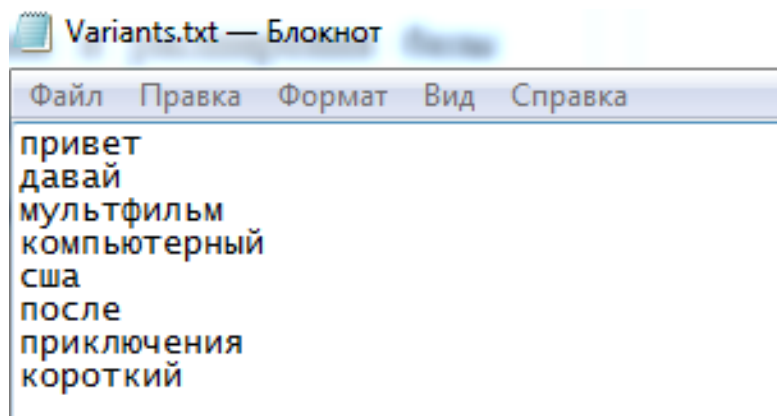 Variants.txt — Блокнот
Файл Правка Формат Вид Справка
привет
давай
мультфильм
компьютерный
сша
после
приключения
короткий